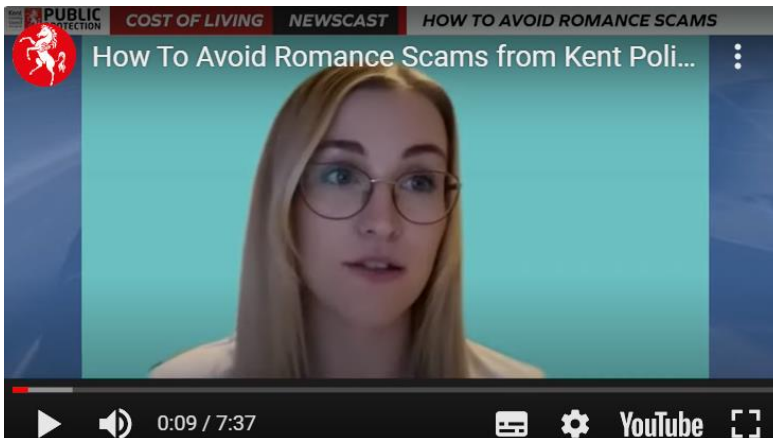 PUBLIC
PROTECTION
COST OF LIVING NEWSCAST HOW TO AVOID ROMANCE SCAMS
How To Avoid Romance Scams from Kent Poli...
0:09 / 7:37 YouTube